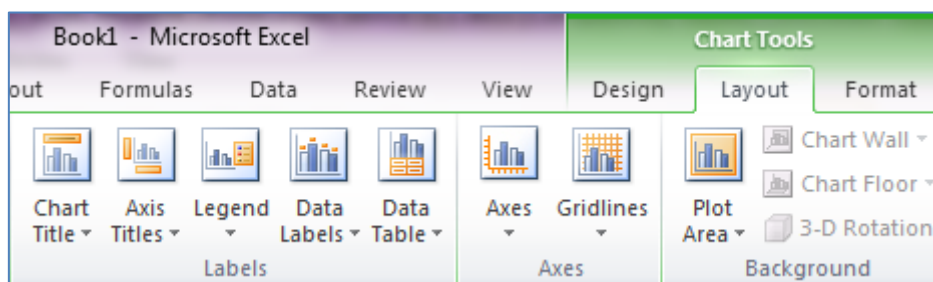 Book1 - Microsoft Excel
Chart Tools
out Formulas Data Review View Design Layout Format
Chart Title Axis Titles Legend Data Labels Data Table Axes Gridlines Plot Area
Chart Wall
Chart Floor
3-D Rotation
Labels Axes Background